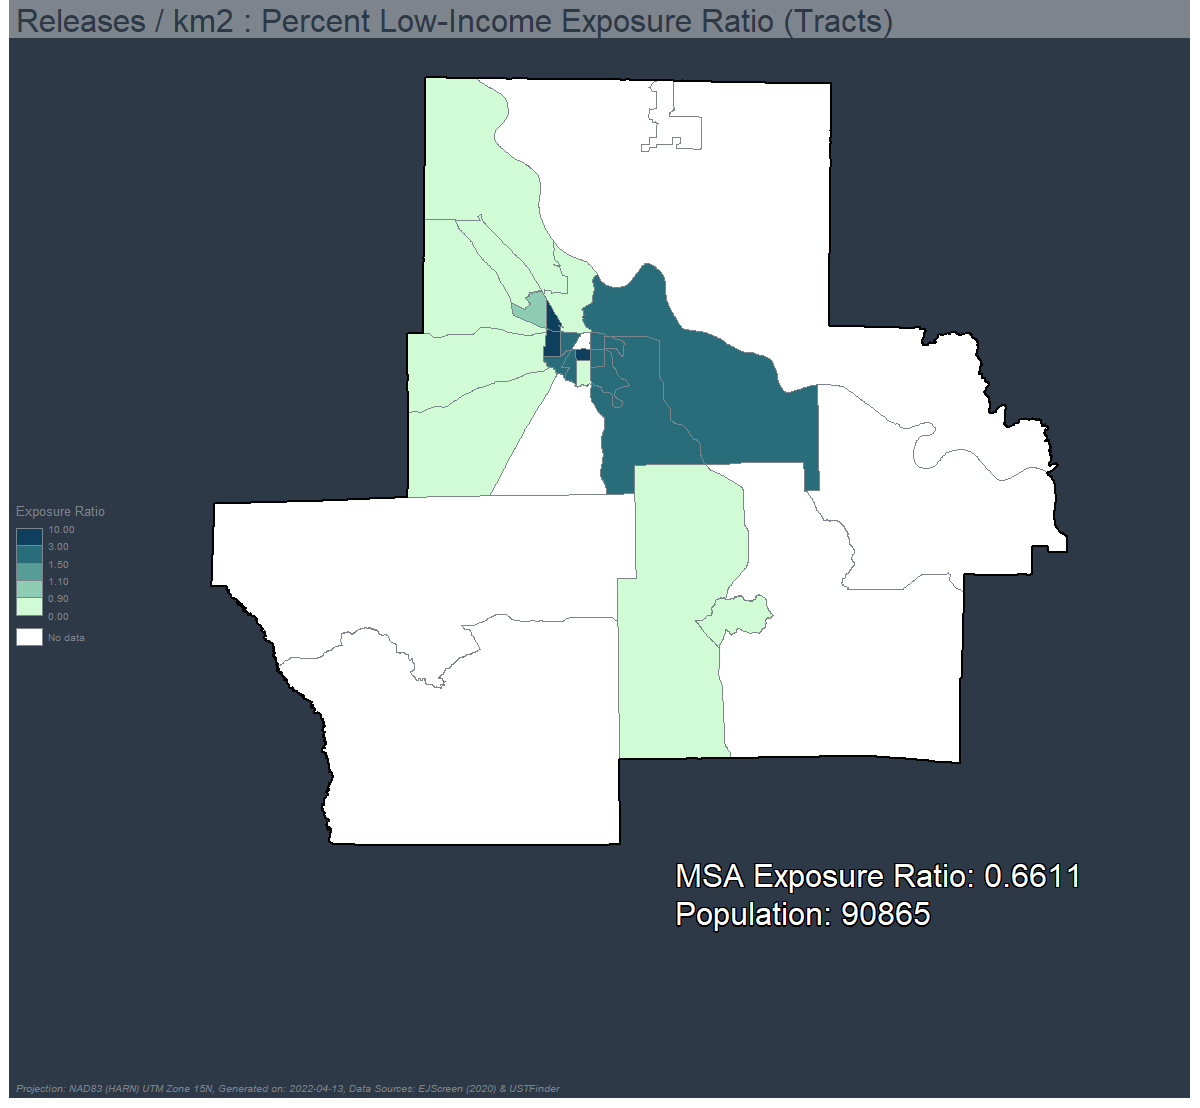 Releases / km2 : Percent Low-Income Exposure Ratio (Tracts)
Exposure Ratio
10.00
3.00
1.50
1.10
0.90
0.00
No data
MSA Exposure Ratio: 0.6611
Population: 90865
Projection: NAD83 (HARN) UTM Zone 15N, Generated on: 2022-04-13, Data Sources: EJScreen (2020) & USTFinder